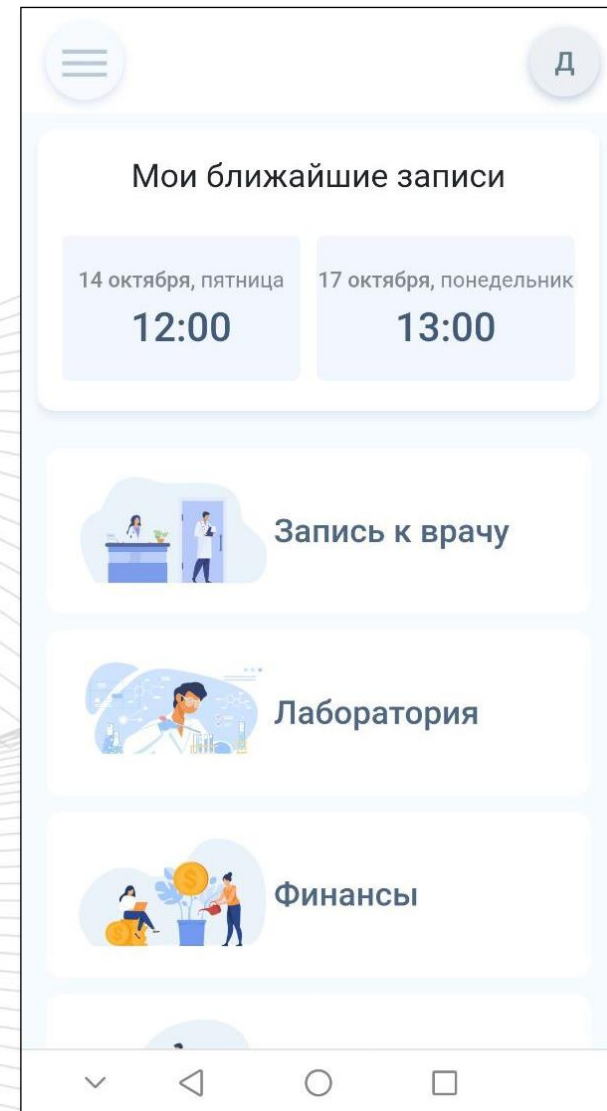 Д
Мои ближайшие записи
14 октября, пятница
12:00
17 октября, понедельник
13:00
Запись к врачу
Лаборатория
Финансы